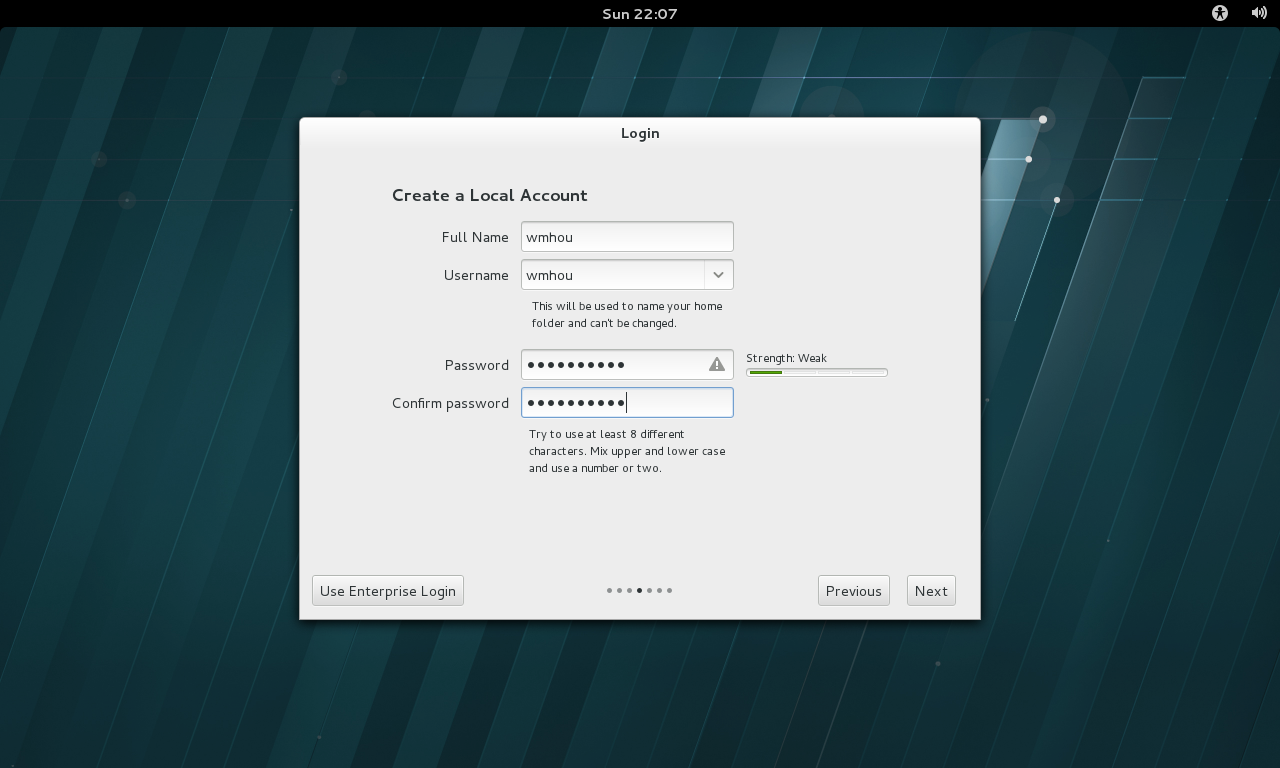 Sun 22:07
Login
Create a Local Account
Full Name wmhou
Username wmhou
This will be used to name your home
folder and can't be changed.
Password ●●●●●●●●●● Strength: Weak
Confirm password ●●●●●●●●●●
Try to use at least 8 different
characters. Mix upper and lower case
and use a number or two.
Use Enterprise Login Previous Next